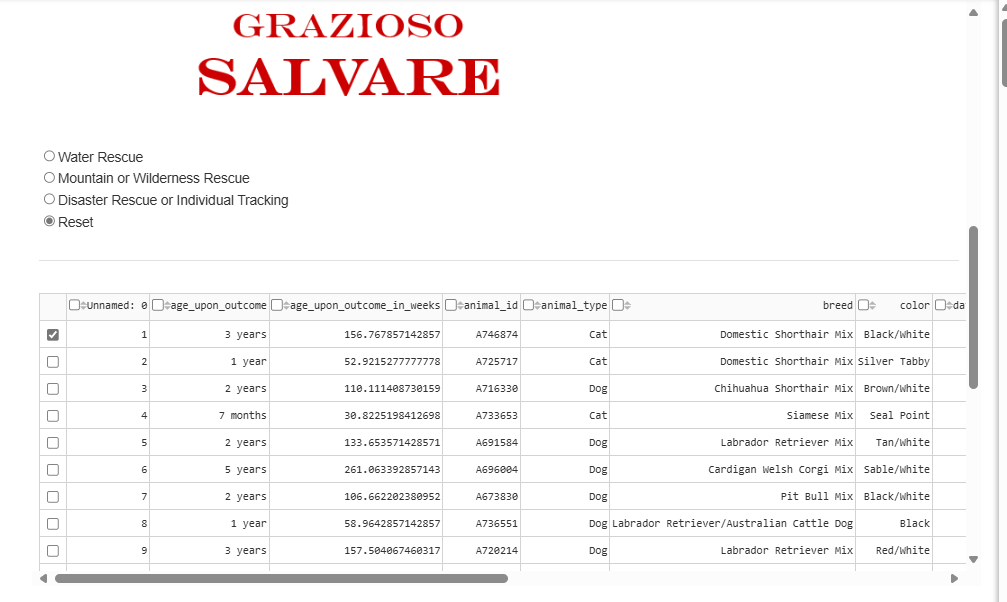 GRAZIOSO
SALVARE
Water Rescue
Mountain or Wilderness Rescue
Disaster Rescue or Individual Tracking
Reset
Unnamed: 0 age_upon_outcome age_upon_outcome_in_weeks animal_id animal_type breed color da
1 3 years 156.767857142857 A746874 Cat Domestic Shorthair Mix Black/White
2 1 year 52.9215277777778 A725717 Cat Domestic Shorthair Mix Silver Tabby
3 2 years 110.111408730159 A716330 Dog Chihuahua Shorthair Mix Brown/White
4 7 months 30.8225198412698 A733653 Cat Siamese Mix Seal Point
5 2 years 133.653571428571 A691584 Dog Labrador Retriever Mix Tan/White
6 5 years 261.063392857143 A696004 Dog Cardigan Welsh Corgi Mix Sable/White
7 2 years 106.662202380952 A673830 Dog Pit Bull Mix Black/White
8 1 year 58.9642857142857 A736551 Dog Labrador Retriever/Australian Cattle Dog Black
9 3 years 157.504067460317 A720214 Dog Labrador Retriever Mix Red/White